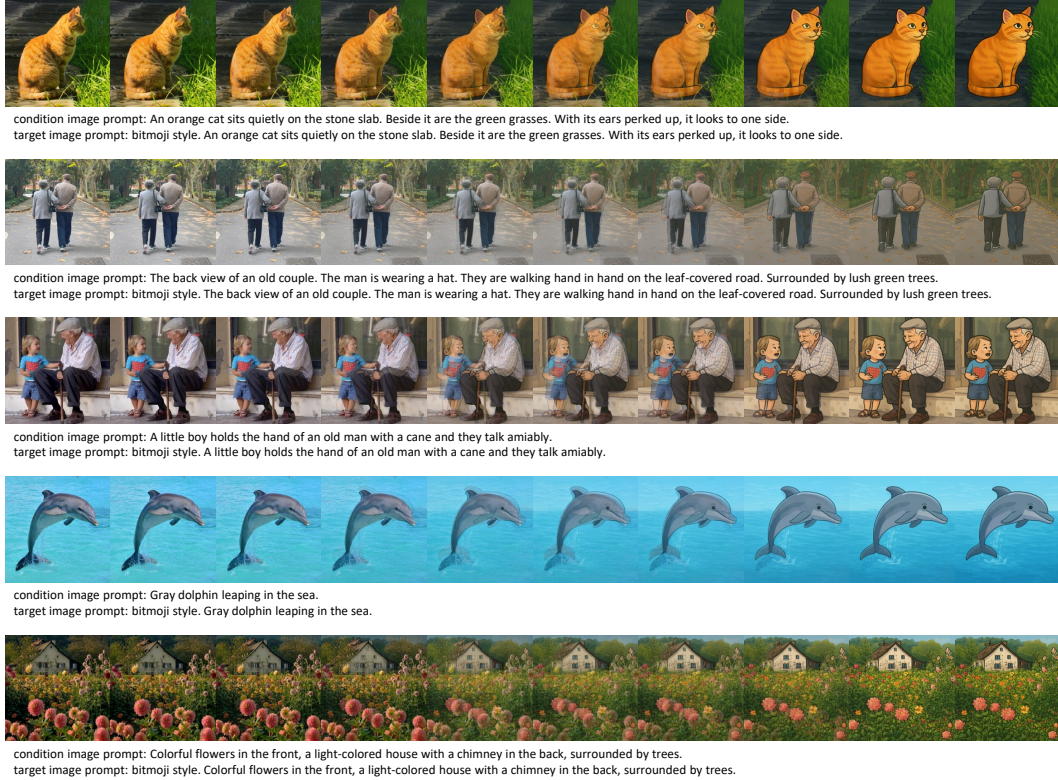 condition image prompt: An orange cat sits quietly on the stone slab. Beside it are the green grasses. With its ears perked up, it looks to one side.
target image prompt: bitmoji style. An orange cat sits quietly on the stone slab. Beside it are the green grasses. With its ears perked up, it looks to one side.
condition image prompt: The back view of an old couple. The man is wearing a hat. They are walking hand in hand on the leaf-covered road. Surrounded by lush green trees.
target image prompt: bitmoji style. The back view of an old couple. The man is wearing a hat. They are walking hand in hand on the leaf-covered road. Surrounded by lush green trees.
condition image prompt: A little boy holds the hand of an old man with a cane and they talk amiably.
target image prompt: bitmoji style. A little boy holds the hand of an old man with a cane and they talk amiably.
condition image prompt: Gray dolphin leaping in the sea.
target image prompt: bitmoji style. Gray dolphin leaping in the sea.
condition image prompt: Colorful flowers in the front, a light-colored house with a chimney in the back, surrounded by trees.
target image prompt: bitmoji style. Colorful flowers in the front, a light-colored house with a chimney in the back, surrounded by trees.